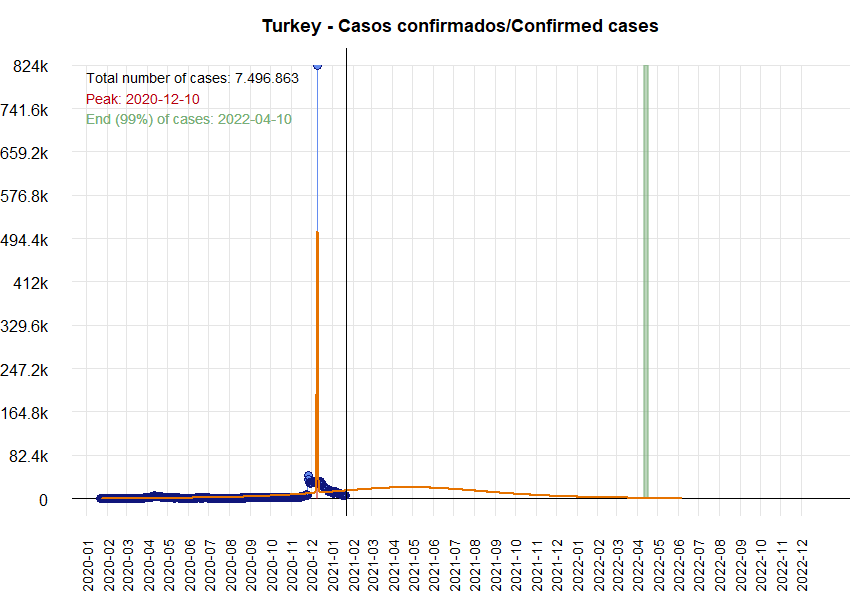 Turkey - Casos confirmados/Confirmed cases
824k
741.6k
659.2k
576.8k
494.4k
412k
329.6k
247.2k
164.8k
82.4k
0
Total number of cases: 7.496.863
Peak: 2020-12-10
End (99%) of cases: 2022-04-10
2020-01
2020-02
2020-03
2020-04
2020-05
2020-06
2020-07
2020-08
2020-09
2020-10
2020-11
2020-12
2021-01
2021-02
2021-03
2021-04
2021-05
2021-06
2021-07
2021-08
2021-09
2021-10
2021-11
2021-12
2022-01
2022-02
2022-03
2022-04
2022-05
2022-06
2022-07
2022-08
2022-09
2022-10
2022-11
2022-12